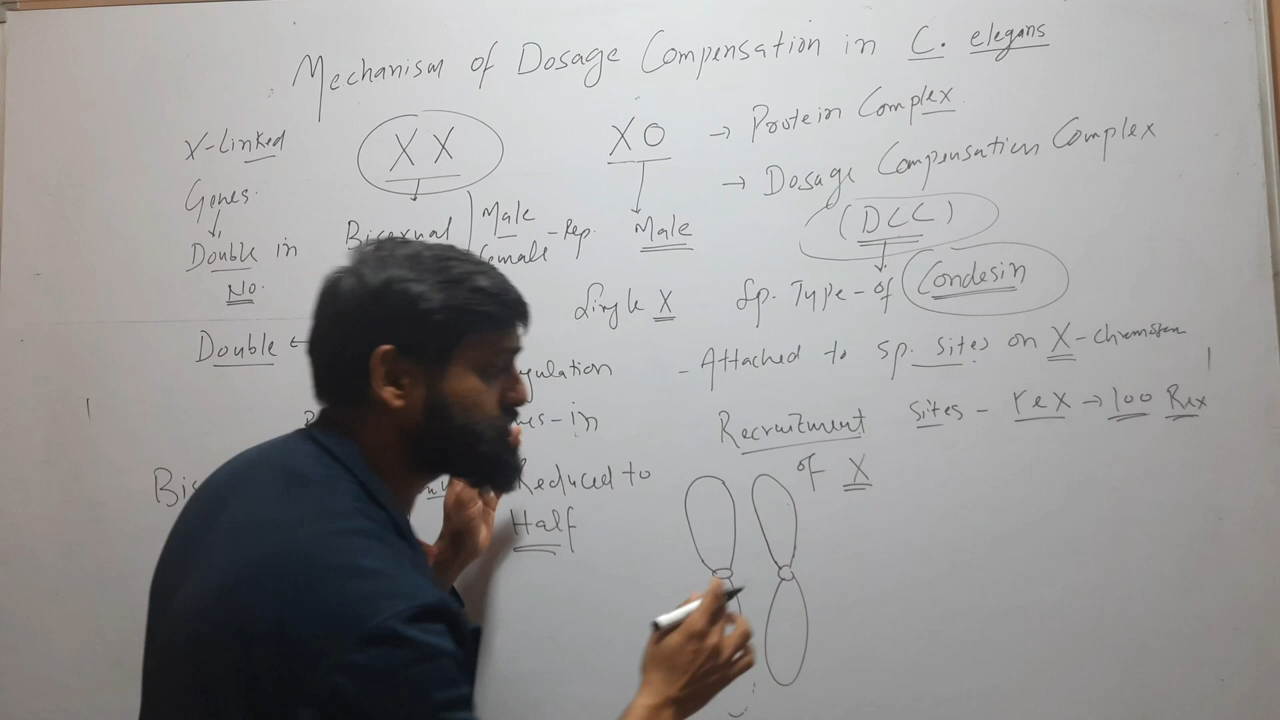 Mechanism of Dosage Compensation in C. elegans
X-Linked
Genes.
Double in
No.
Double ←
XX
Bisexual
Male
female
- Rep.
XO
Male
Single X
→ Protein Complex
→ Dosage Compensation Complex
(DCC)
Sp. Type - of Condesin
- Attached to sp. sites on X-chromosom
Recruitment sites - reX → 100 Rex
of X
gulation
- in
Reduced to
Half